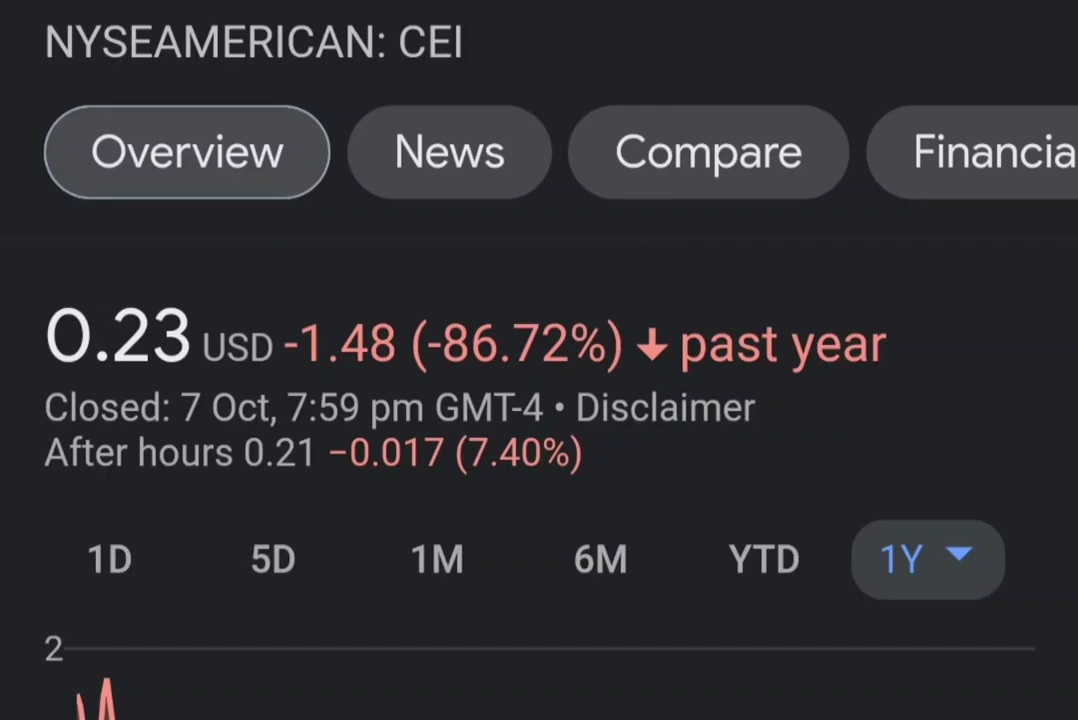 NYSEAMERICAN: CEI
Overview News Compare Financia
0.23 USD -1.48 (-86.72%) ↓ past year
Closed: 7 Oct, 7:59 pm GMT-4 • Disclaimer
After hours 0.21 −0.017 (7.40%)
1D 5D 1M 6M YTD 1Y
2